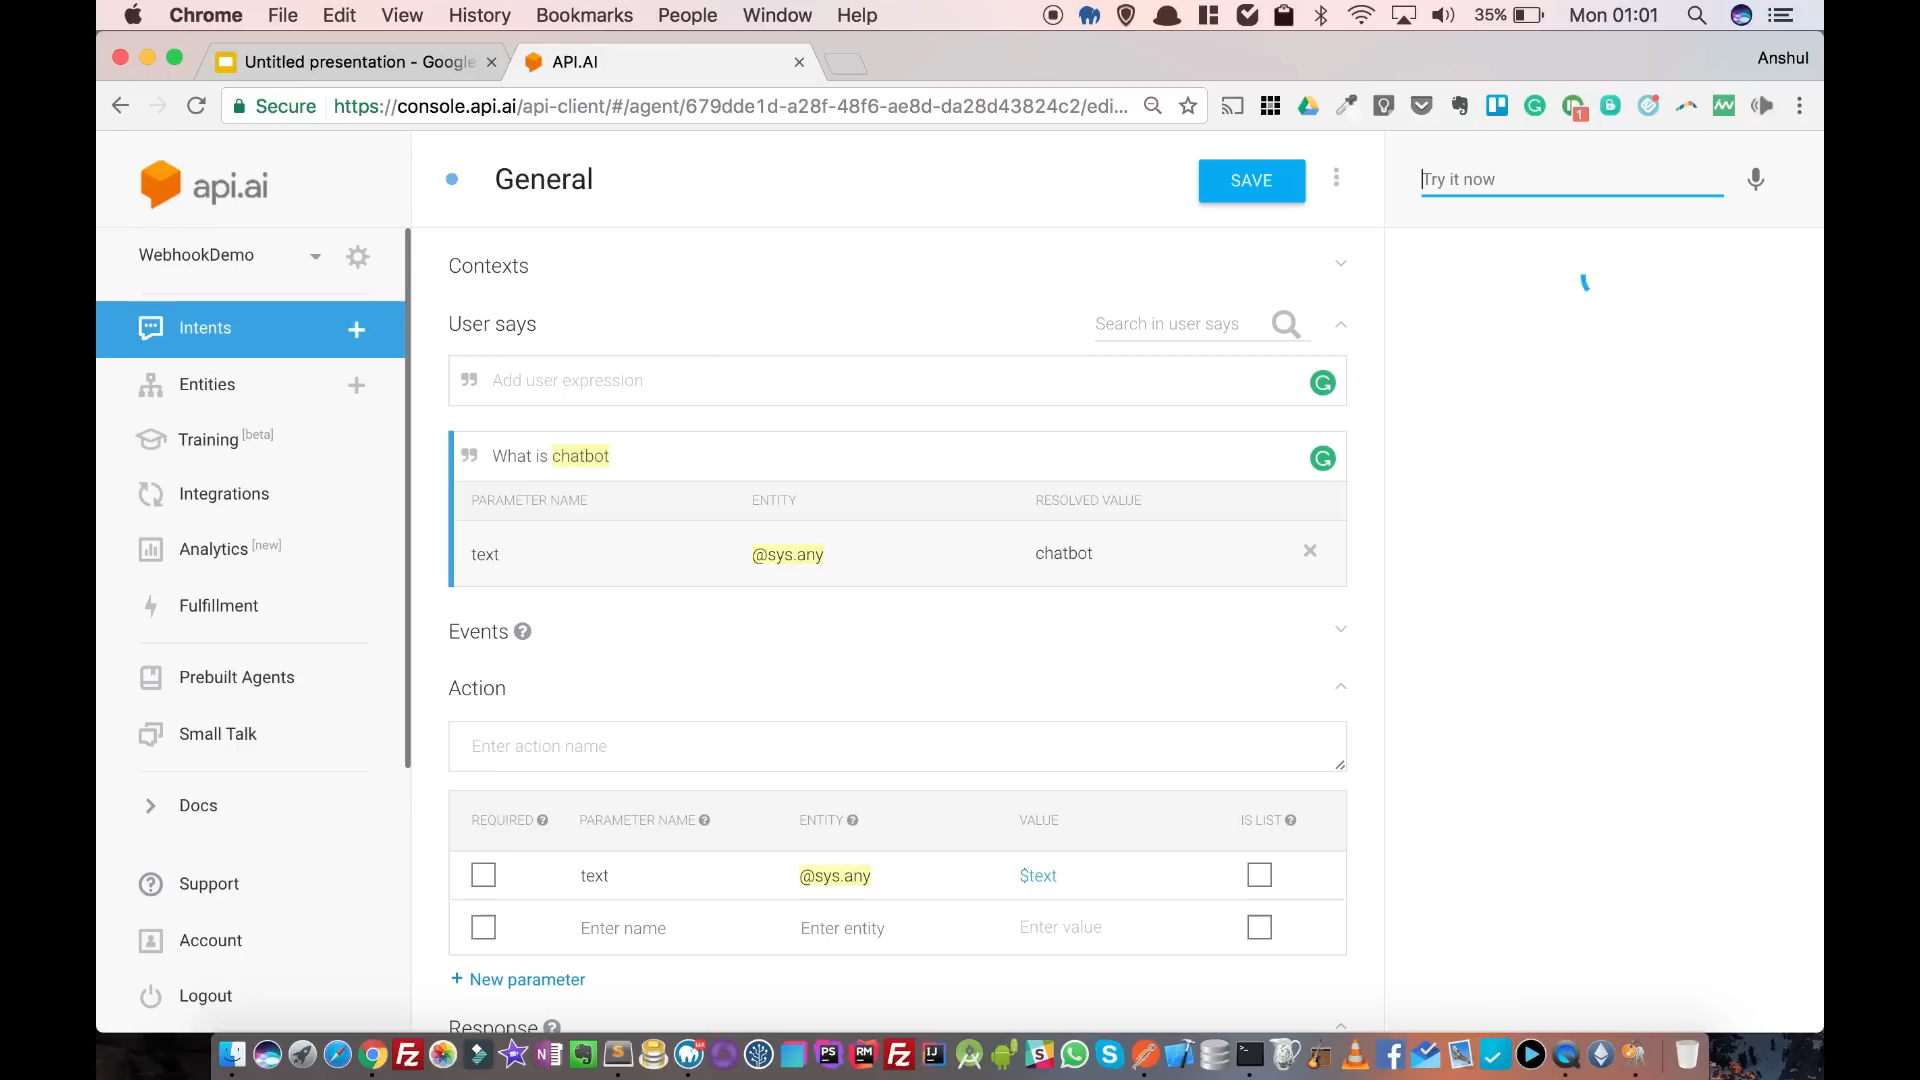 Chrome File Edit View History Bookmarks People Window Help 35% Mon 01:01
Untitled presentation - Google
API.AI
Anshul
Secure https://console.api.ai/api-client/#/agent/679dde1d-a28f-48f6-ae8d-da28d43824c2/edi...
1
api.ai
General
SAVE
Try it now
WebhookDemo
Intents
Entities
Training [beta]
Integrations
Analytics [new]
Fulfillment
Prebuilt Agents
Small Talk
Docs
Support
Account
Logout
Contexts
User says
Search in user says
Add user expression
What is chatbot
PARAMETER NAME ENTITY RESOLVED VALUE
text @sys.any chatbot
Events
Action
Enter action name
REQUIRED PARAMETER NAME ENTITY VALUE IS LIST
text @sys.any $text
Enter name Enter entity Enter value
+ New parameter
Response